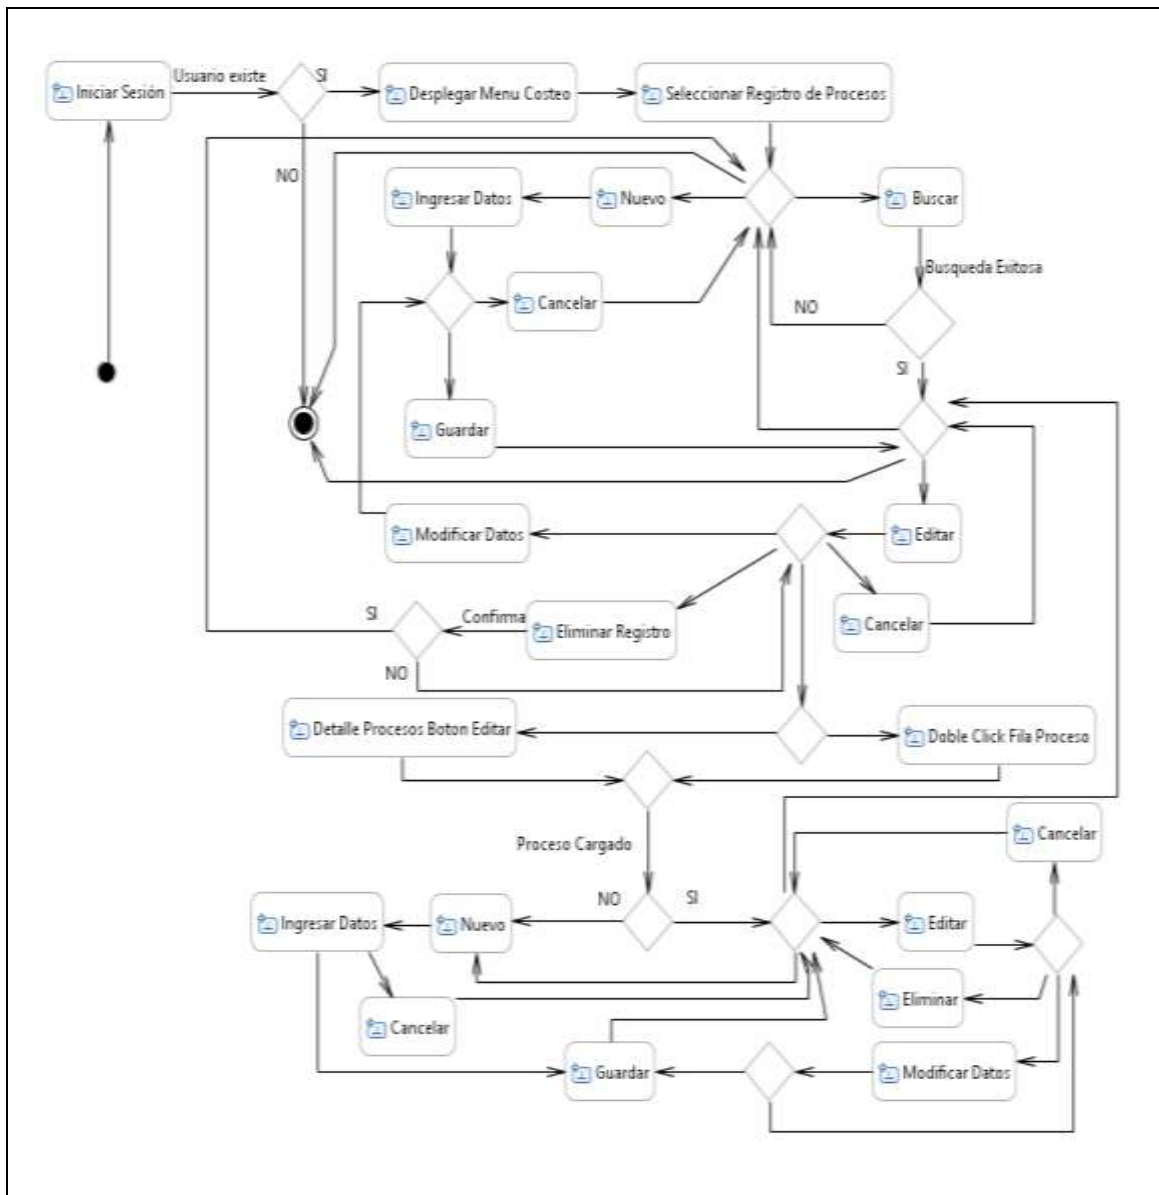 Usuario existe
SI
Iniciar Sesión
Desplegar Menu Costeo
Seleccionar Registro de Procesos
NO
Ingresar Datos
Nuevo
Buscar
Busqueda Exitosa
Cancelar
NO
SI
Guardar
Modificar Datos
Editar
SI
Confirma
Eliminar Registro
Cancelar
NO
Detalle Procesos Boton Editar
Doble Click Fila Proceso
Proceso Cargado
Cancelar
NO
SI
Ingresar Datos
Nuevo
Editar
Eliminar
Cancelar
Guardar
Modificar Datos